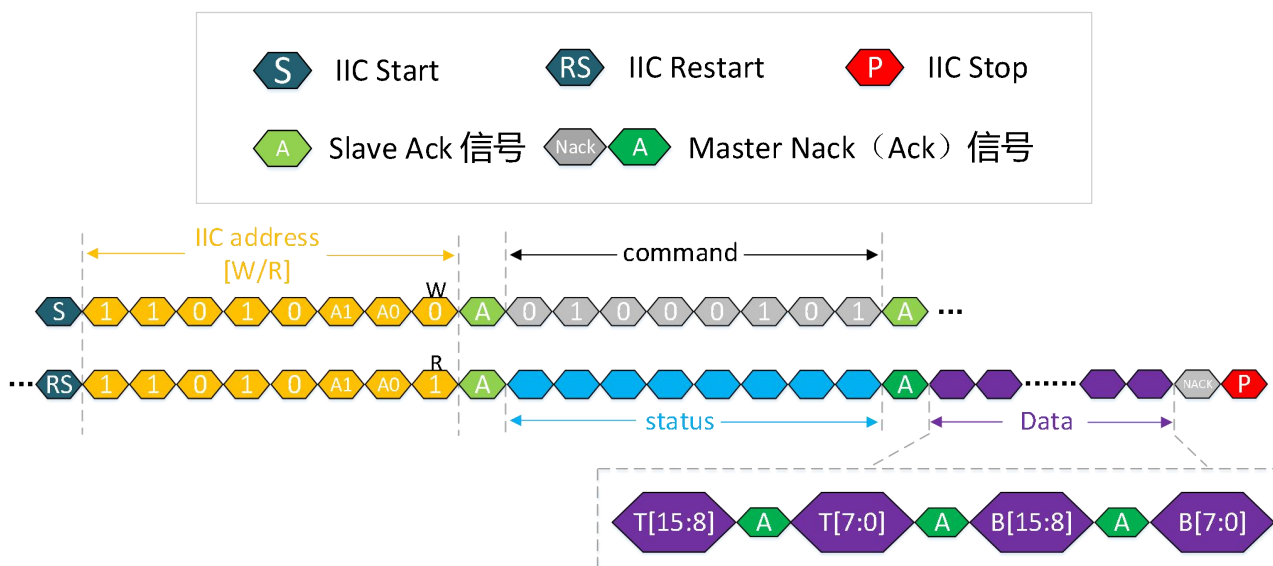 S IIC Start RS IIC Restart P IIC Stop
A Slave Ack 信号 Nack A Master Nack（Ack）信号
IIC address
[W/R]
command
W
S 1 1 0 1 0 A1 A0 0 A 0 1 0 0 0 1 0 1 A ···
R
··· RS 1 1 0 1 0 A1 A0 1 A A ······ NACK P
status Data
T[15:8] A T[7:0] A B[15:8] A B[7:0]